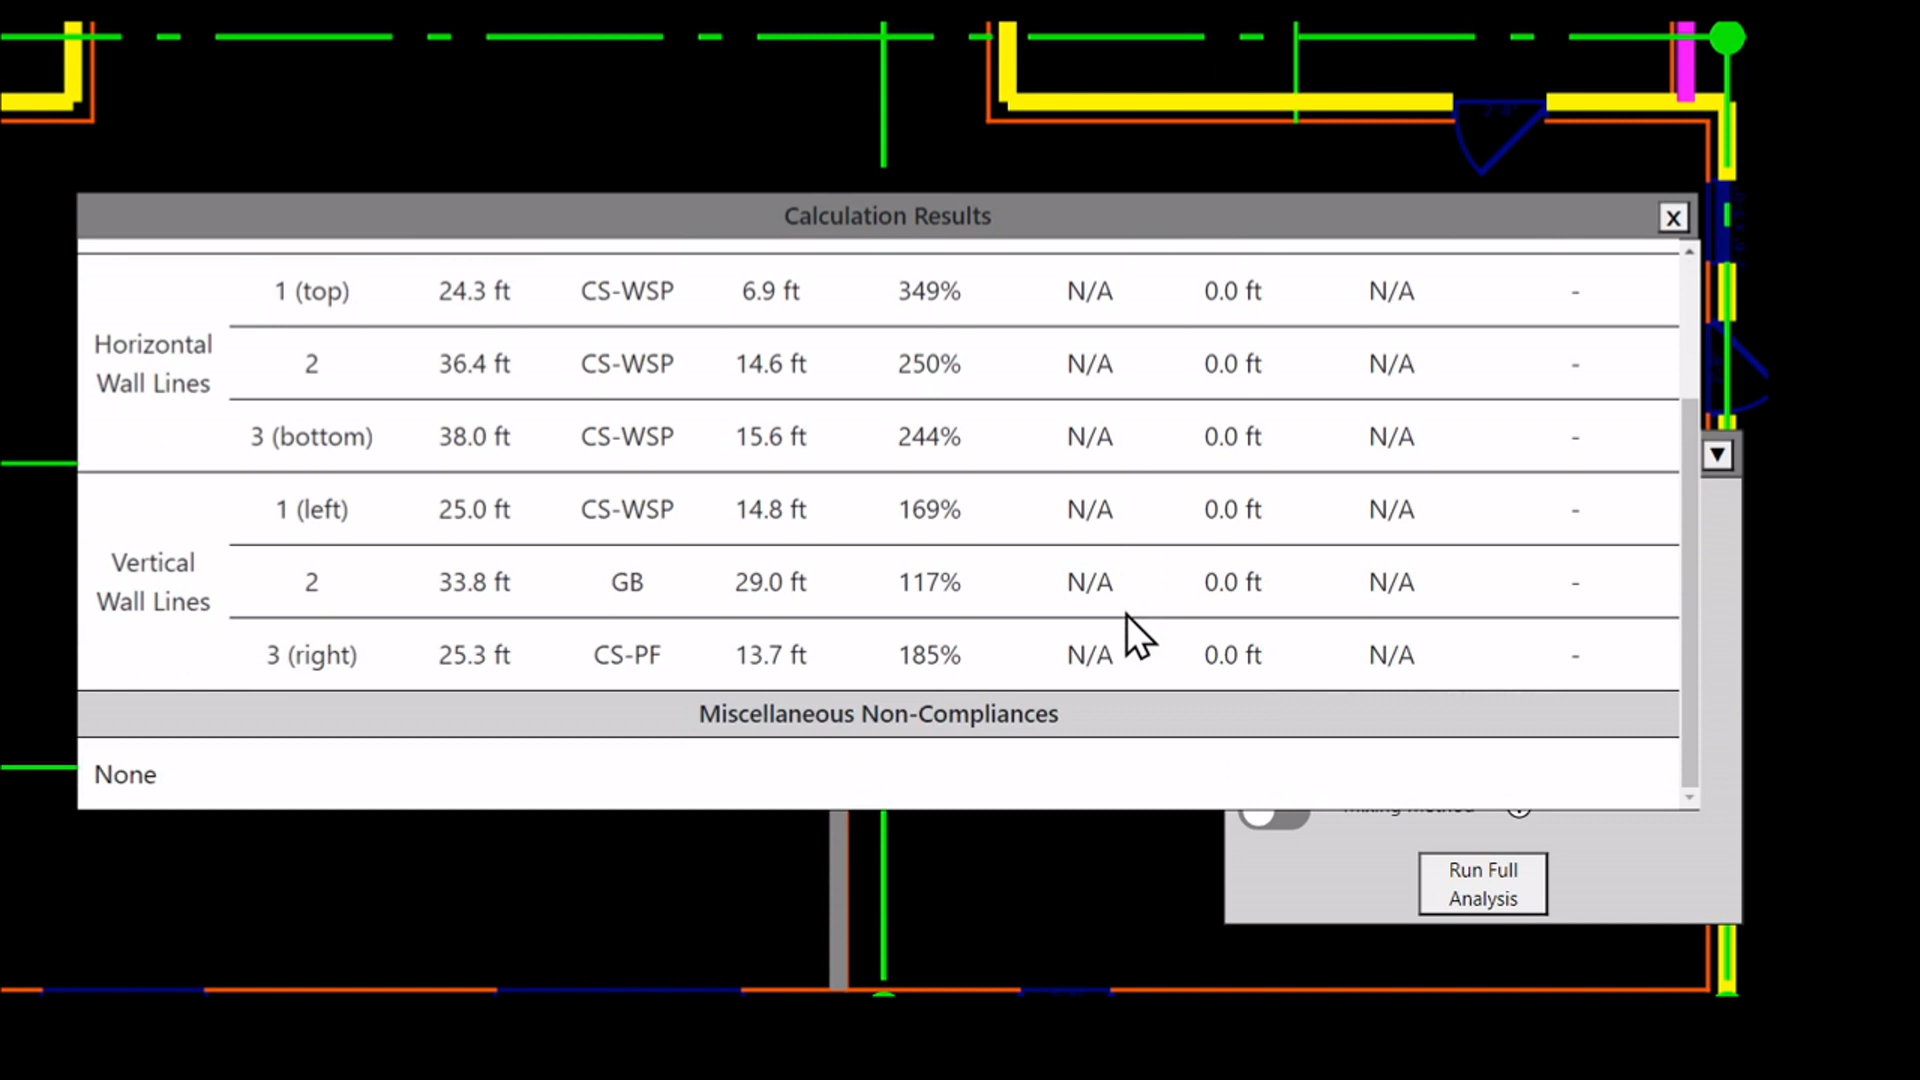 Calculation Results
X
1 (top) 24.3 ft CS-WSP 6.9 ft 349% N/A 0.0 ft N/A -
Horizontal
Wall Lines
2 36.4 ft CS-WSP 14.6 ft 250% N/A 0.0 ft N/A -
3 (bottom) 38.0 ft CS-WSP 15.6 ft 244% N/A 0.0 ft N/A -
1 (left) 25.0 ft CS-WSP 14.8 ft 169% N/A 0.0 ft N/A -
Vertical
Wall Lines
2 33.8 ft GB 29.0 ft 117% N/A 0.0 ft N/A -
3 (right) 25.3 ft CS-PF 13.7 ft 185% N/A 0.0 ft N/A -
Miscellaneous Non-Compliances
None
Run Full
Analysis